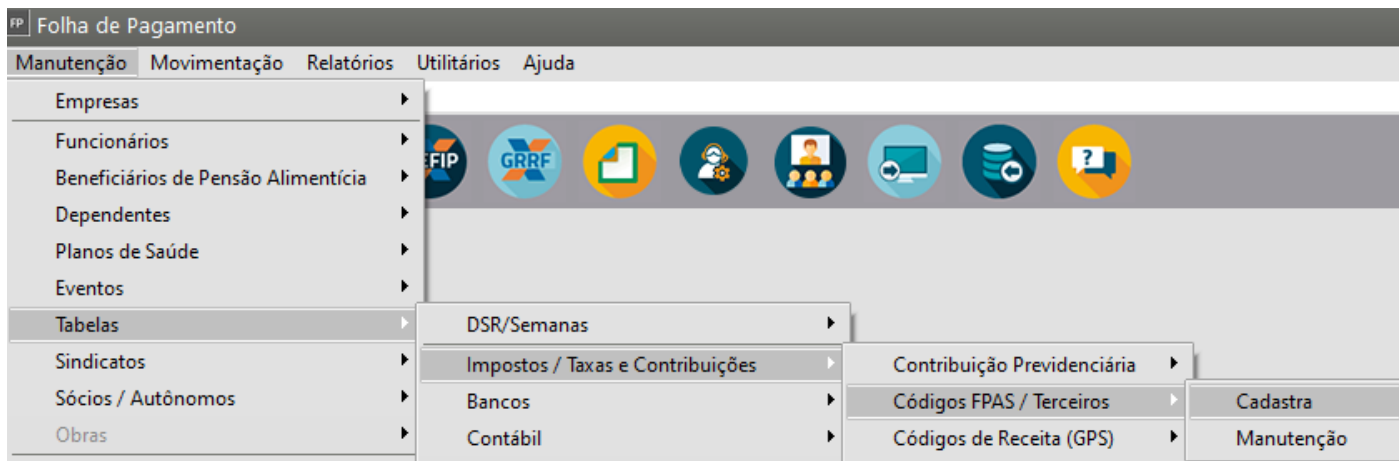 FP Folha de Pagamento
Manutenção Movimentação Relatórios Utilitários Ajuda
Empresas
Funcionários
Beneficiários de Pensão Alimentícia
Dependentes
Planos de Saúde
Eventos
Tabelas
Sindicatos
Sócios / Autônomos
Obras
EFIP GRRF ?
DSR/Semanas
Impostos / Taxas e Contribuições
Bancos
Contábil
Contribuição Previdenciária
Códigos FPAS / Terceiros
Códigos de Receita (GPS)
Cadastra
Manutenção